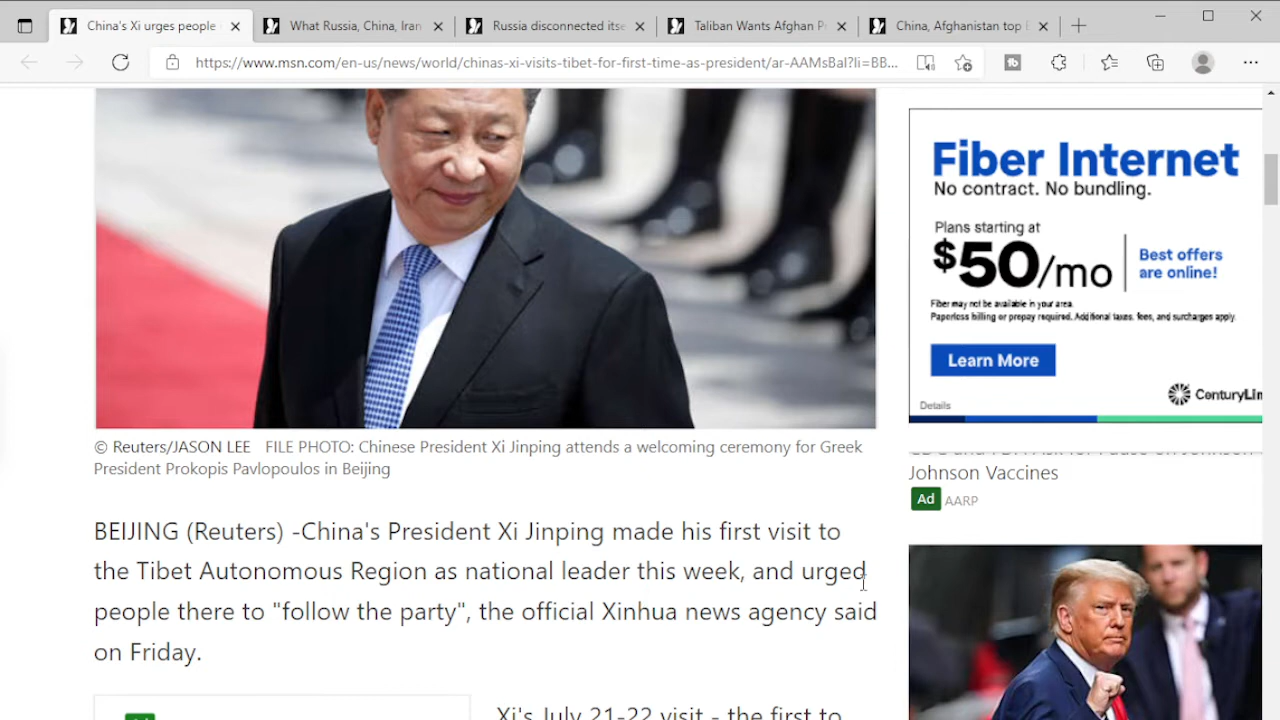 China's Xi urges people
What Russia, China, Iran
Russia disconnected itse
Taliban Wants Afghan P
China, Afghanistan top
https://www.msn.com/en-us/news/world/chinas-xi-visits-tibet-for-first-time-as-president/ar-AAMsBal?li=BB...
Fiber Internet
No contract. No bundling.
Plans starting at
$50/mo
Best offers
are online!
Fiber may not be available in your area.
Paperless billing or prepay required. Additional taxes, fees, and surcharges apply.
Learn More
CenturyLin
Details
© Reuters/JASON LEE FILE PHOTO: Chinese President Xi Jinping attends a welcoming ceremony for Greek
President Prokopis Pavlopoulos in Beijing
BEIJING (Reuters) -China's President Xi Jinping made his first visit to
the Tibet Autonomous Region as national leader this week, and urged
people there to "follow the party", the official Xinhua news agency said
on Friday.
Ad
Xi's July 21-22 visit - the first to
Johnson Vaccines
Ad AARP